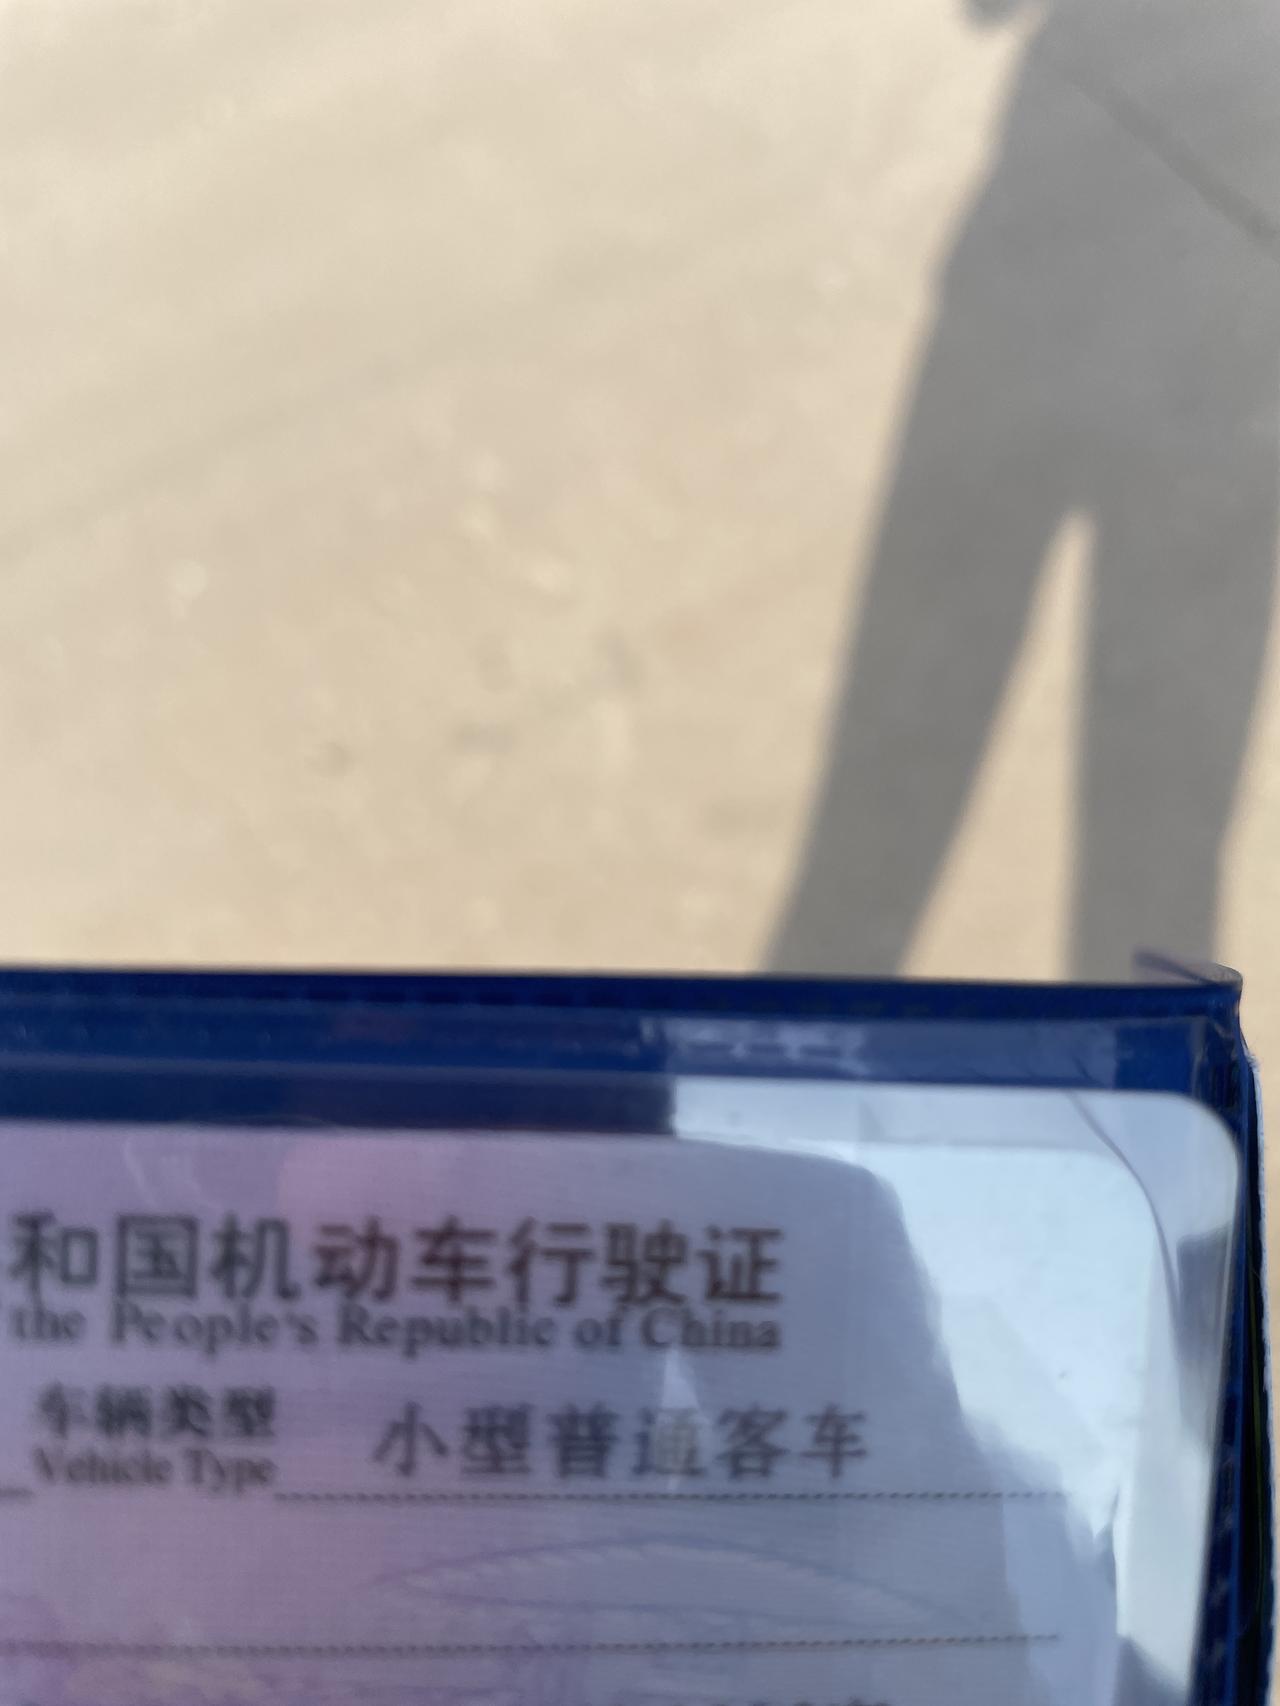 和国机动车行驶证
the People's Republic of China
车辆类型 小型普通客车
Vehicle Type